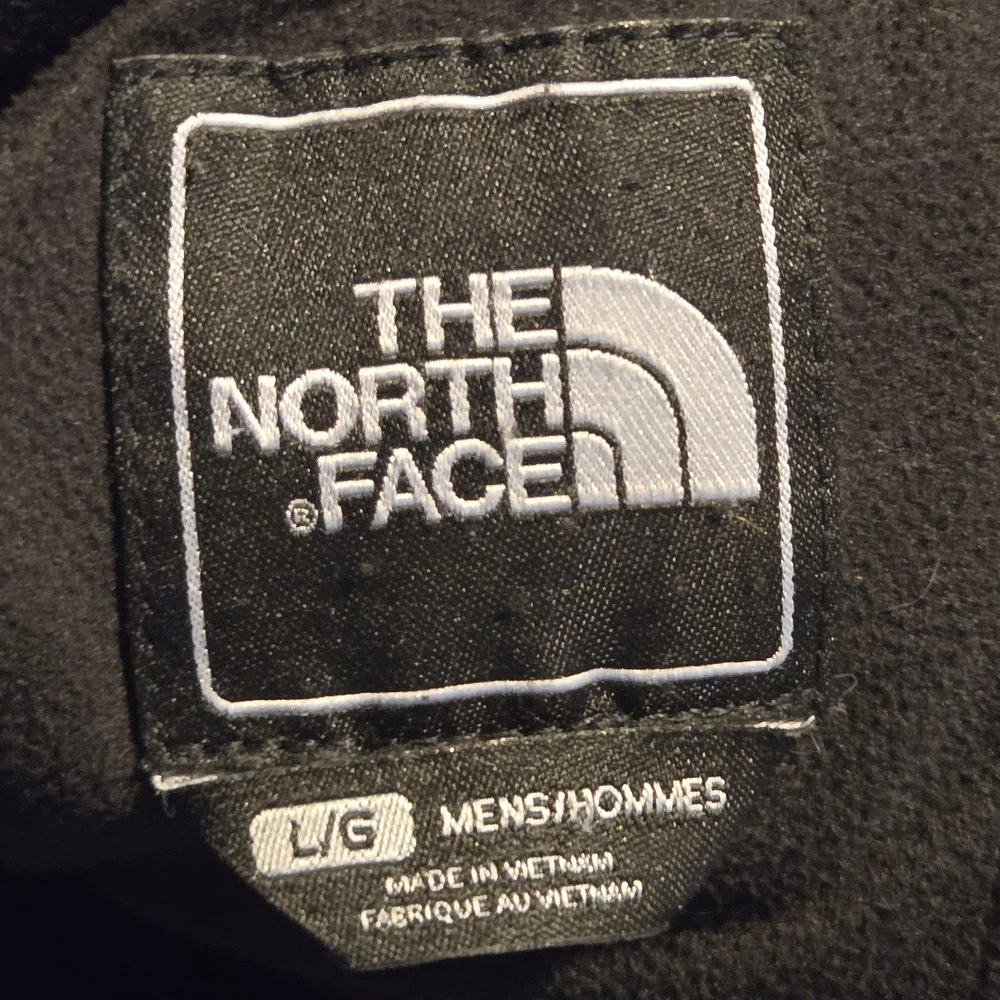 THE
NORTH
®FACE
L/G MENS/HOMMES
MADE IN VIETNAM
FABRIQUE AU VIETNAM